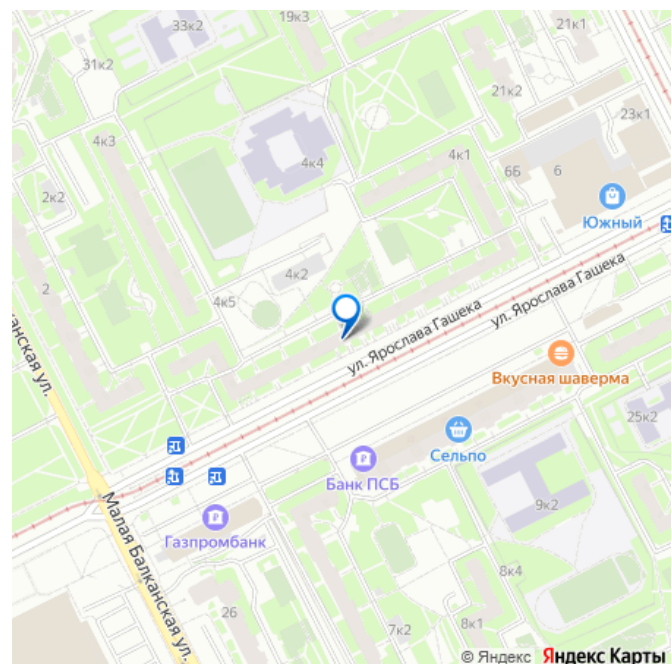 33к2
19к3
21к1
31к2
21к2
23к1
4к3
4к4
4к1
6Б
6
2к2
Южный
4к2
2
4к5
ул. Ярослава Гашека
ул. Ярослава Гашека
канская ул.
Вкусная шаверма
25к2
Сельпо
Банк ПСБ
Малая Балканская ул.
9к2
Газпромбанк
8к4
26
7к2
8к1
© Яндекс Яндекс Карты